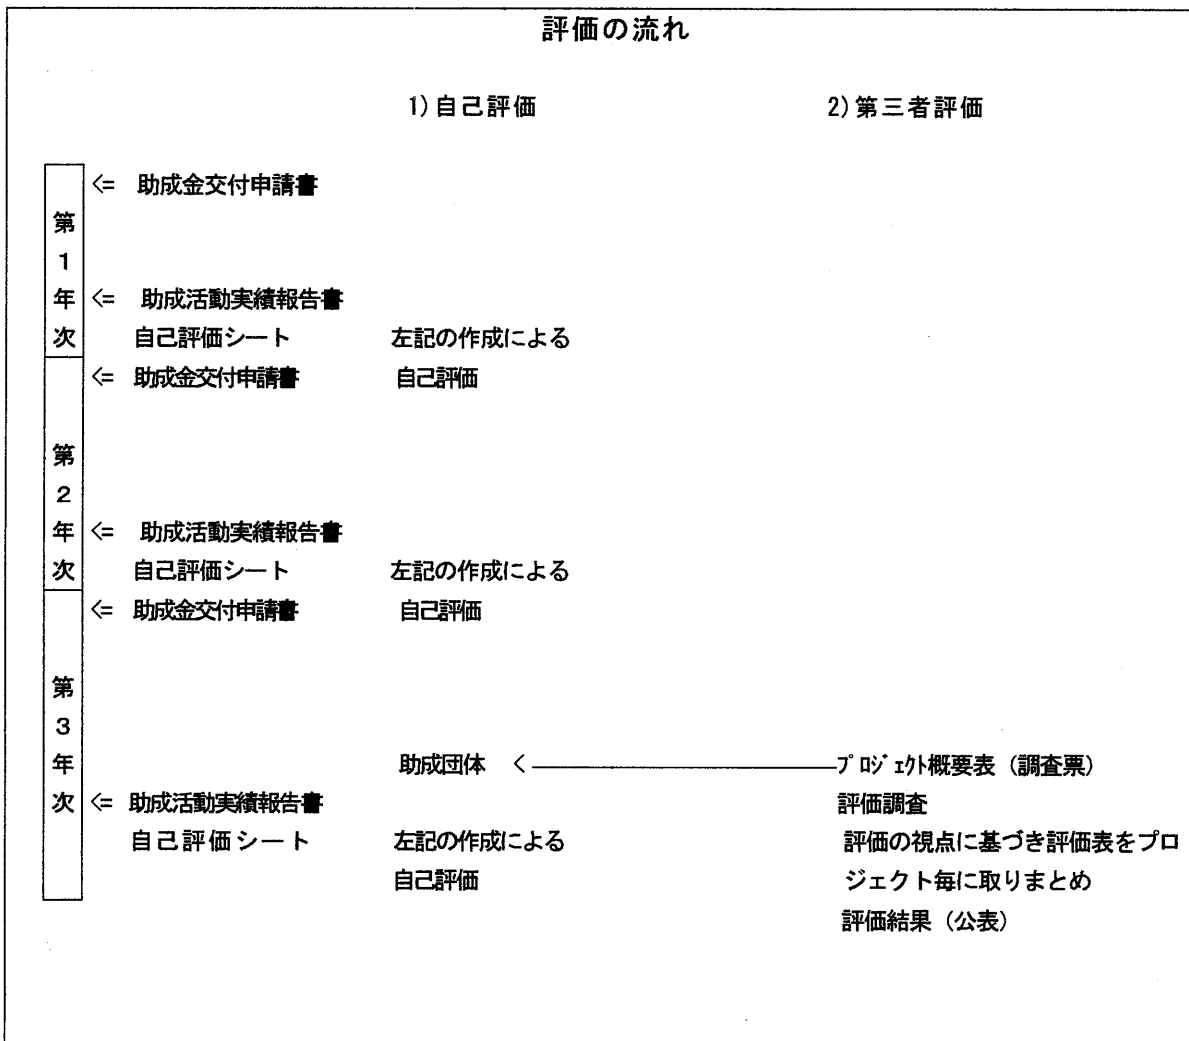 評価の流れ
1)自己評価 2)第三者評価
<= 助成金交付申請書
第1年次
<= 助成活動実績報告書
自己評価シート 左記の作成による
<= 助成金交付申請書 自己評価
第2年次
<= 助成活動実績報告書
自己評価シート 左記の作成による
<= 助成金交付申請書 自己評価
第3年次
助成団体 < プロジェクト概要表（調査票）
<= 助成活動実績報告書 評価調査
自己評価シート 左記の作成による 評価の視点に基づき評価表をプロ
自己評価 ジェクト毎に取りまとめ
評価結果（公表）